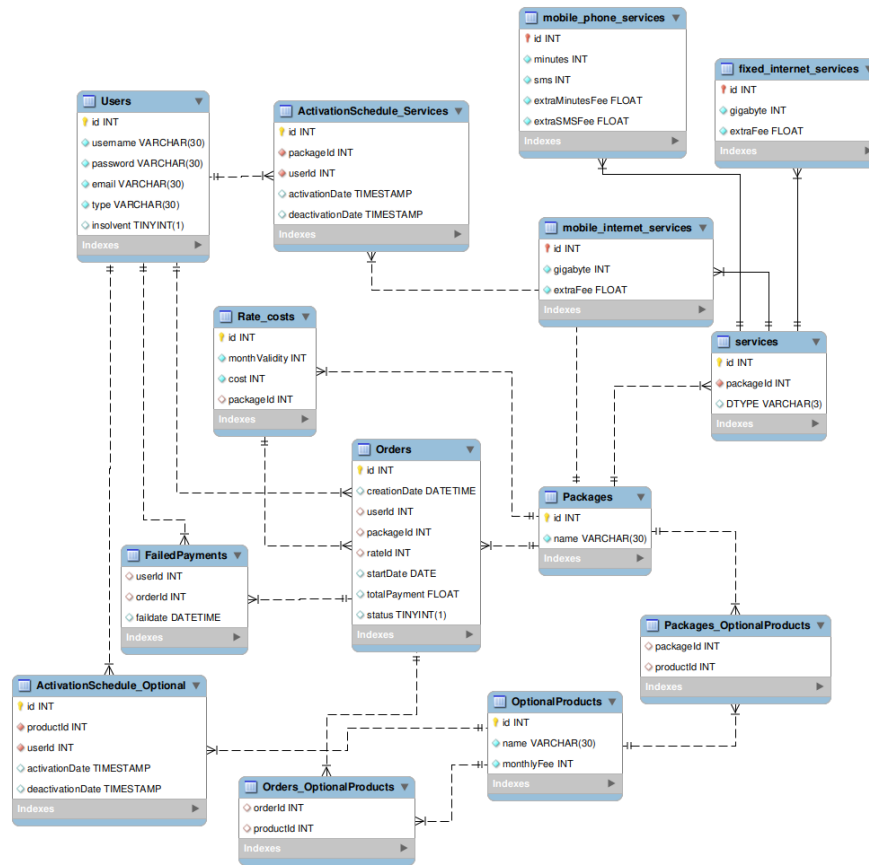 mobile_phone_services
id INT
minutes INT
sms INT
extraMinutesFee FLOAT
extraSMSFee FLOAT
Indexes
fixed_internet_services
id INT
gigabyte INT
extraFee FLOAT
Indexes
Users
id INT
username VARCHAR(30)
password VARCHAR(30)
email VARCHAR(30)
type VARCHAR(30)
insolvent TINYINT(1)
Indexes
ActivationSchedule_Services
id INT
packageId INT
userId INT
activationDate TIMESTAMP
deactivationDate TIMESTAMP
Indexes
mobile_internet_services
id INT
gigabyte INT
extraFee FLOAT
Indexes
Rate_costs
id INT
monthValidity INT
cost INT
packageId INT
Indexes
services
id INT
packageId INT
DTYPE VARCHAR(3)
Indexes
Orders
id INT
creationDate DATETIME
userId INT
packageId INT
rateId INT
startDate DATE
totalPayment FLOAT
status TINYINT(1)
Indexes
Packages
id INT
name VARCHAR(30)
Indexes
FailedPayments
userId INT
orderId INT
faildate DATETIME
Indexes
Packages_OptionalProducts
packageId INT
productId INT
Indexes
ActivationSchedule_Optional
id INT
productId INT
userId INT
activationDate TIMESTAMP
deactivationDate TIMESTAMP
Indexes
OptionalProducts
id INT
name VARCHAR(30)
monthlyFee INT
Indexes
Orders_OptionalProducts
orderId INT
productId INT
Indexes